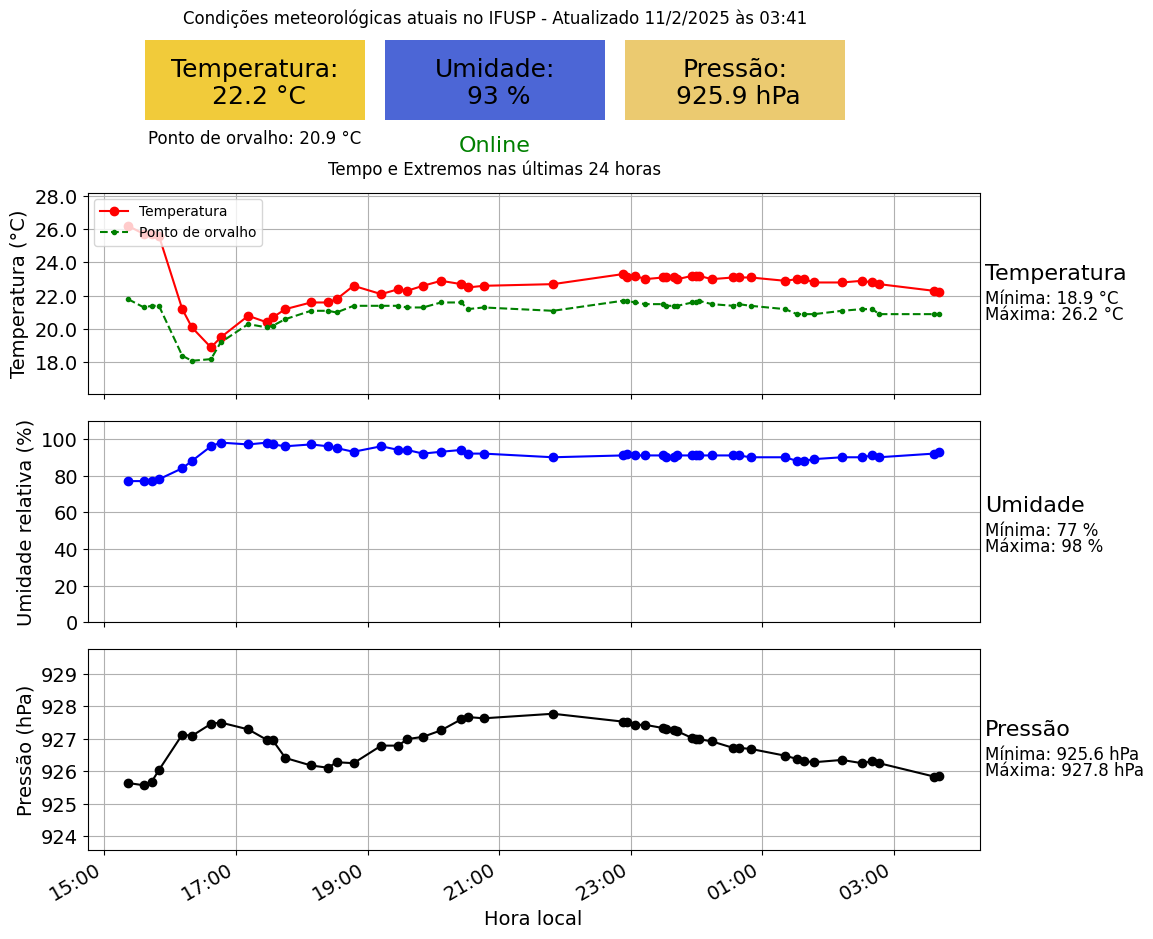 Condições meteorológicas atuais no IFUSP - Atualizado 11/2/2025 às 03:41
Temperatura:
22.2 °C
Umidade:
93 %
Pressão:
925.9 hPa
Ponto de orvalho: 20.9 °C
Online
Tempo e Extremos nas últimas 24 horas
Temperatura (°C)
28.0
26.0
24.0
22.0
20.0
18.0
Temperatura
Ponto de orvalho
Temperatura
Mínima: 18.9 °C
Máxima: 26.2 °C
Umidade relativa (%)
100
80
60
40
20
0
Umidade
Mínima: 77 %
Máxima: 98 %
Pressão (hPa)
929
928
927
926
925
924
Pressão
Mínima: 925.6 hPa
Máxima: 927.8 hPa
15:00
17:00
19:00
21:00
23:00
01:00
03:00
Hora local